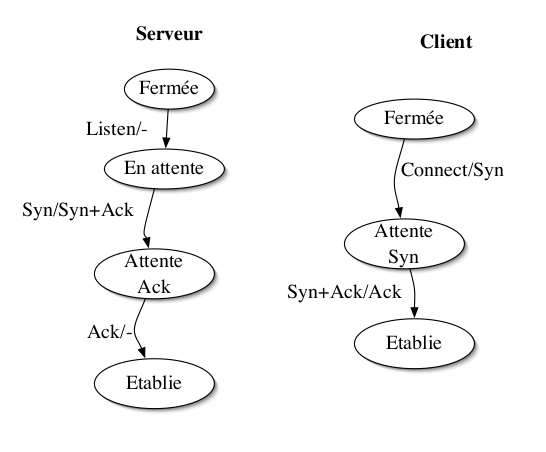 Serveur
Fermée
Listen/-
En attente
Syn/Syn+Ack
Attente
Ack
Ack/-
Etablie
Client
Fermée
Connect/Syn
Attente
Syn
Syn+Ack/Ack
Etablie